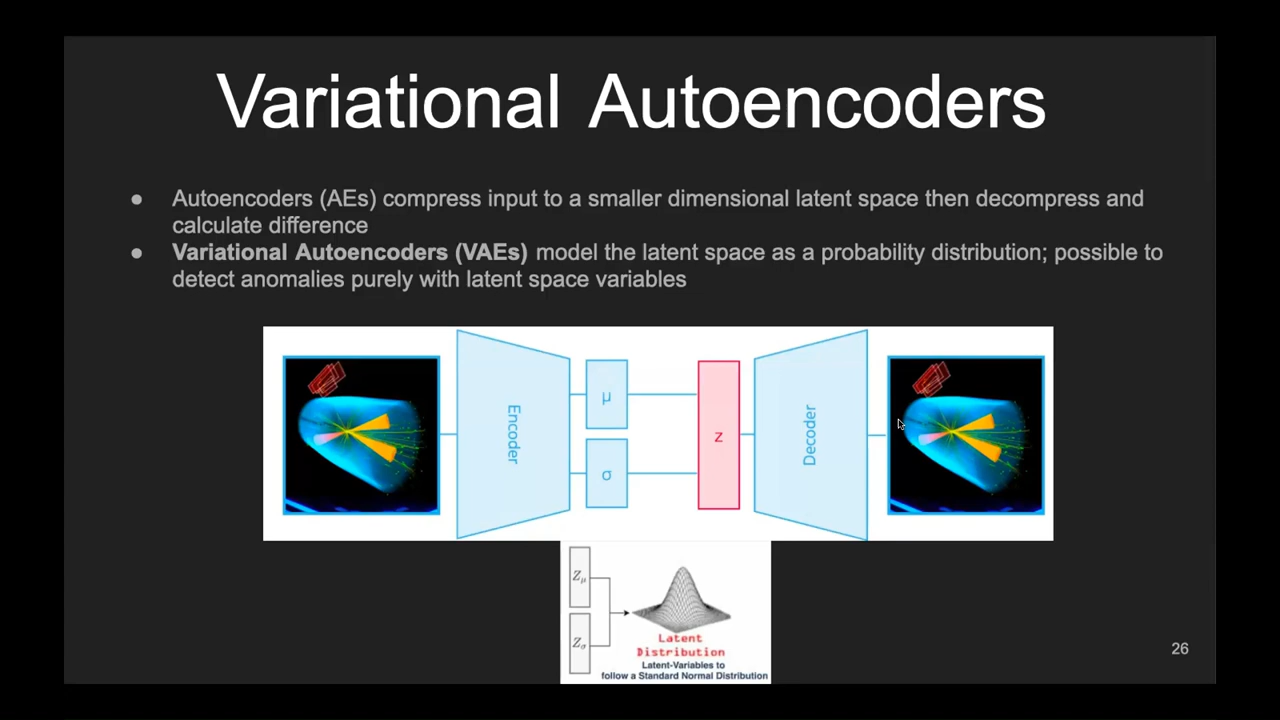 Variational Autoencoders
● Autoencoders (AEs) compress input to a smaller dimensional latent space then decompress and
calculate difference
● Variational Autoencoders (VAEs) model the latent space as a probability distribution; possible to
detect anomalies purely with latent space variables
Encoder
μ
σ
z
Decoder
Zμ
Zσ
Latent
Distribution
Latent-Variables to
follow a Standard Normal Distribution
26